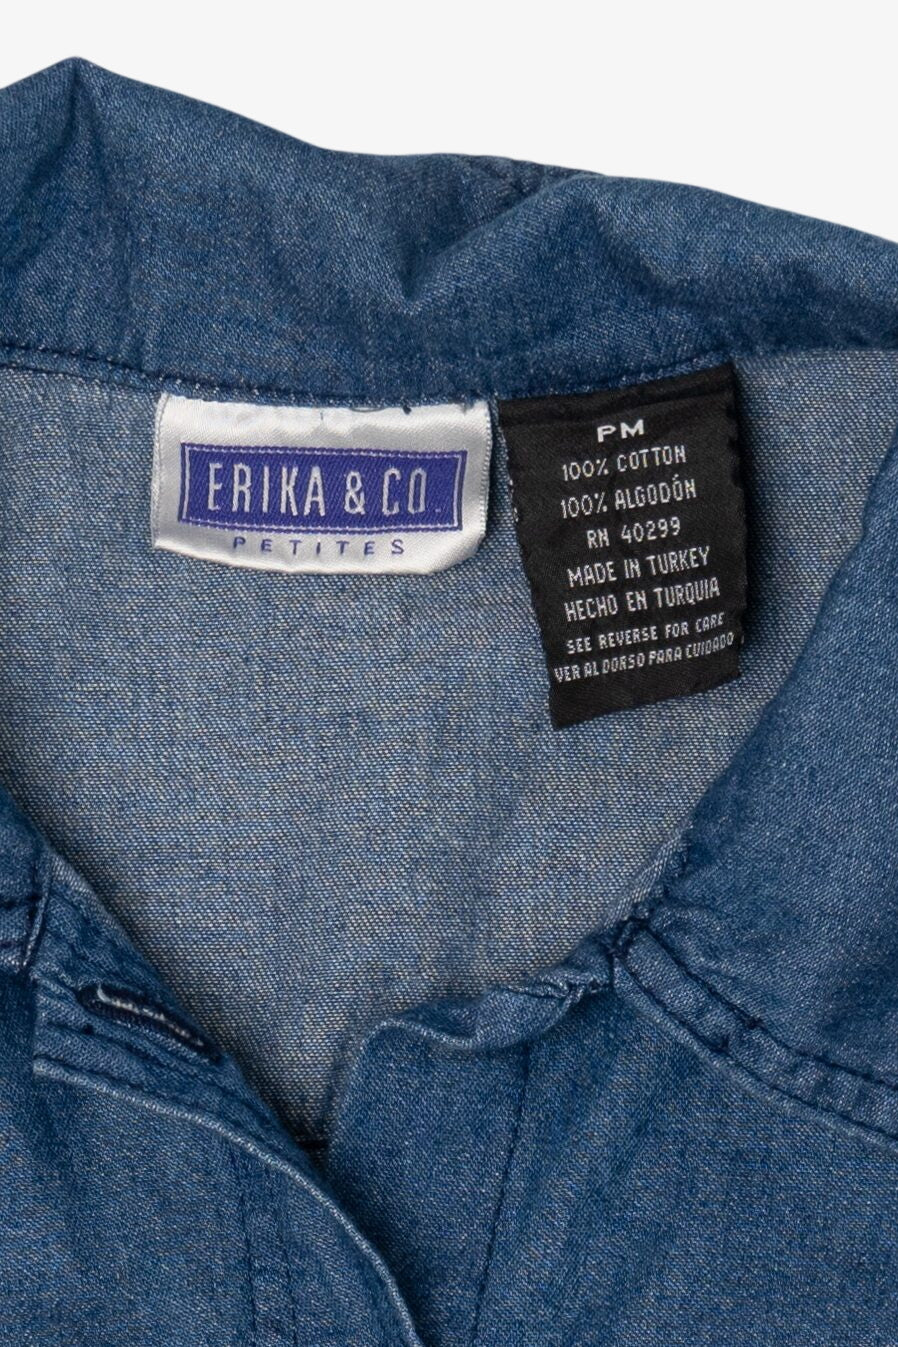 ERIKA & CO.
PETITES
PM
100% COTTON
100% ALGODÓN
RN 40299
MADE IN TURKEY
HECHO EN TURQUIA
SEE REVERSE FOR CARE
VER AL DORSO PARA CUIDADO